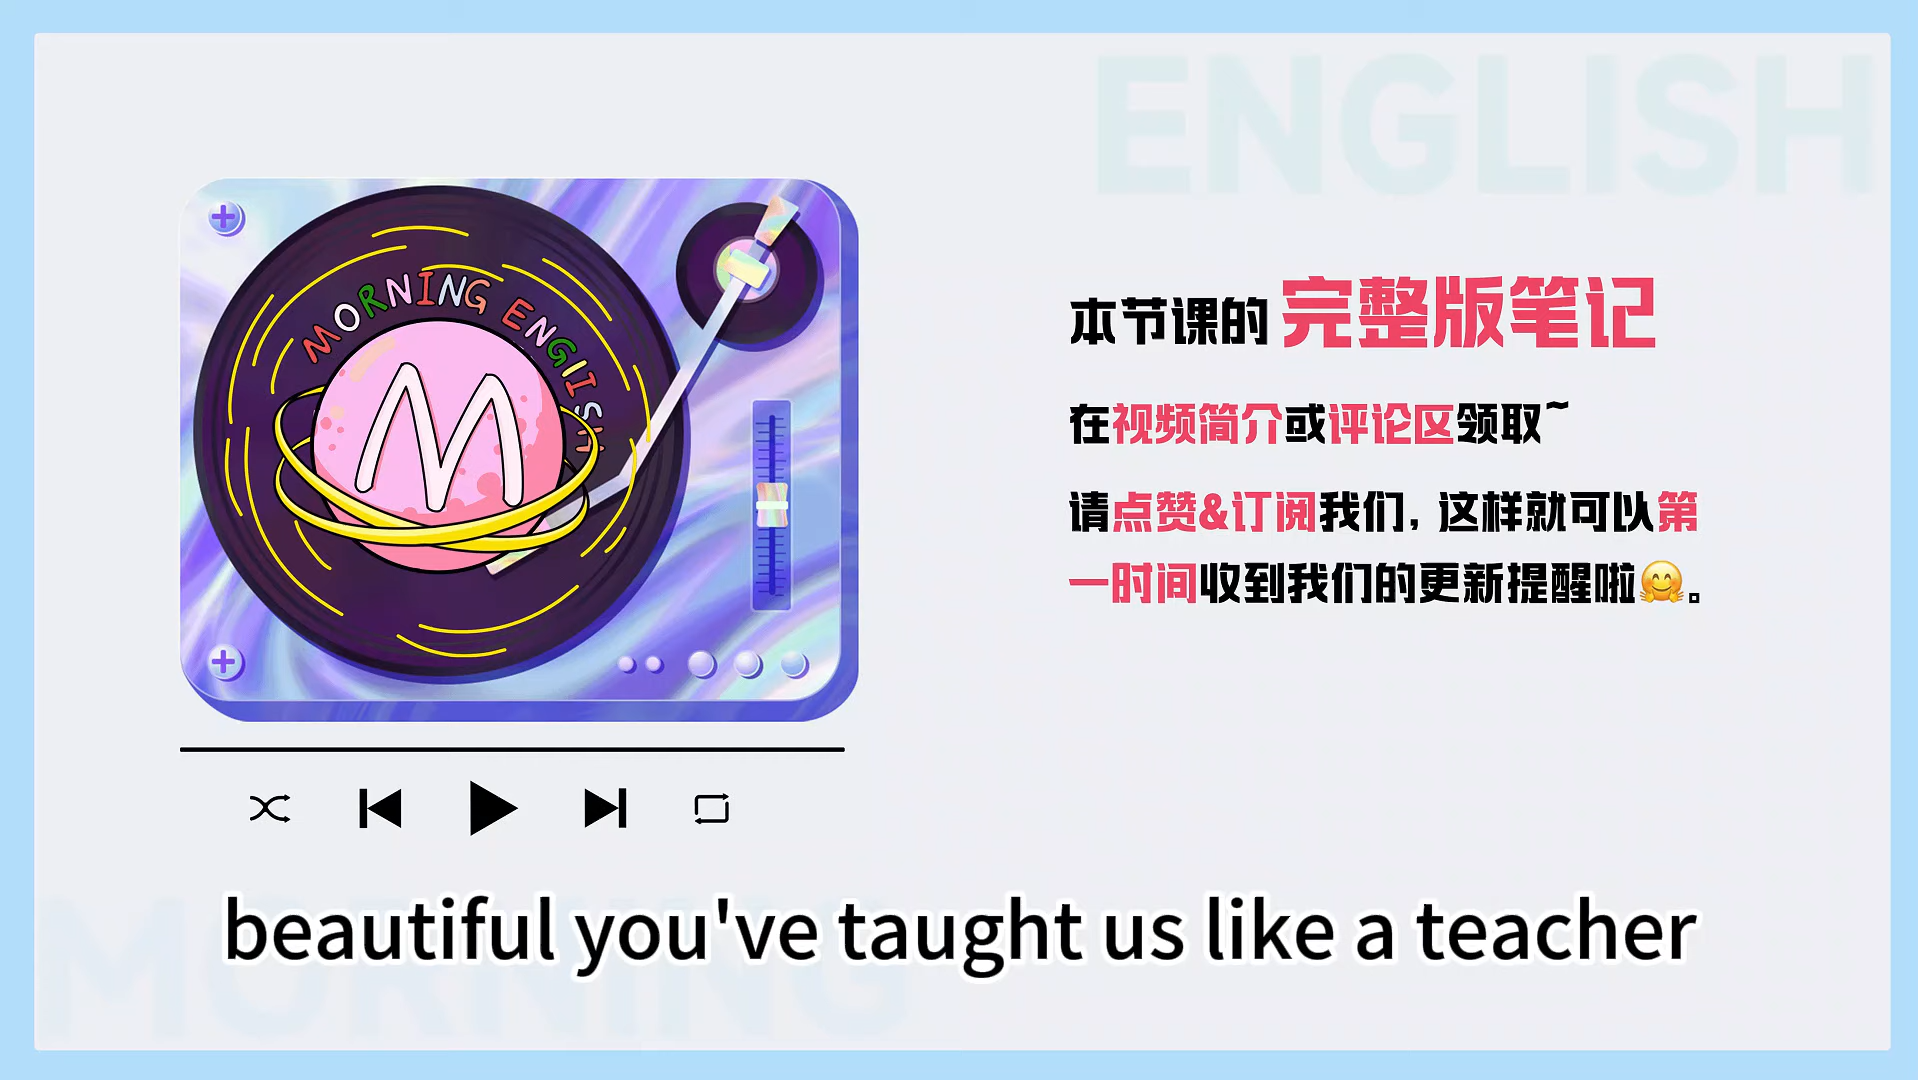 ENGLISH
MORNING ENGlISH
M
本节课的完整版笔记
在视频简介或评论区领取~
请点赞&订阅我们，这样就可以第
一时间收到我们的更新提醒啦🤗。
beautiful you've taught us like a teacher
MORNING